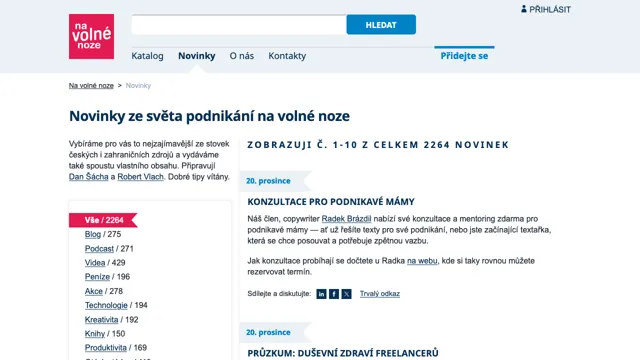 PŘIHLÁSIT
na
volné
noze
HLEDAT
Katalog Novinky O nás Kontakty Přidejte se
Na volné noze > Novinky
Novinky ze světa podnikání na volné noze
Vybíráme pro vás to nejzajímavější ze stovek
českých i zahraničních zdrojů a vydáváme
také spoustu vlastního obsahu. Připravují
Dan Šácha a Robert Vlach. Dobré tipy vítány.
Vše / 2264
Blog / 275
Podcast / 271
Videa / 429
Peníze / 196
Akce / 278
Technologie / 194
Kreativita / 192
Knihy / 150
Produktivita / 169
ZOBRAZUJI Č. 1-10 Z CELKEM 2264 NOVINEK
20. prosince
KONZULTACE PRO PODNIKAVÉ MÁMY
Náš člen, copywriter Radek Brázdil nabízí své konzultace a mentoring zdarma pro
podnikavé mámy — ať už řešíte texty pro své podnikání, nebo jste začínající textařka,
která se chce posouvat a potřebuje zpětnou vazbu.
Jak konzultace probíhají se dočtete u Radka na webu, kde si taky rovnou můžete
rezervovat termín.
Sdílejte a diskutujte: Trvalý odkaz
20. prosince
PRŮZKUM: DUŠEVNÍ ZDRAVÍ FREELANCERŮ